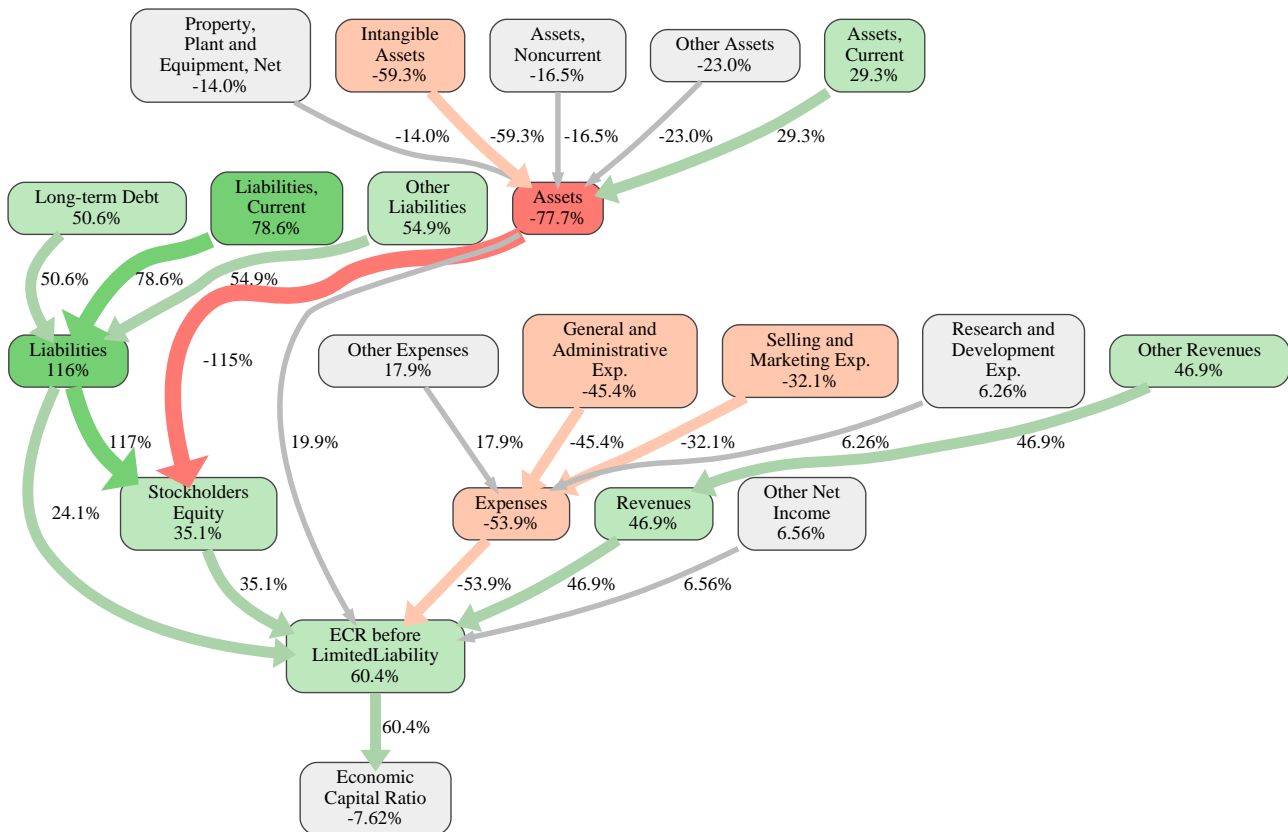 Property,
Plant and
Equipment, Net
-14.0%
Intangible
Assets
-59.3%
Assets,
Noncurrent
-16.5%
Other Assets
-23.0%
Assets,
Current
29.3%
-14.0%
-59.3%
-16.5%
-23.0%
29.3%
Long-term Debt
50.6%
Liabilities,
Current
78.6%
Other
Liabilities
54.9%
Assets
-77.7%
50.6%
78.6%
54.9%
Liabilities
116%
-115%
Other Expenses
17.9%
General and
Administrative
Exp.
-45.4%
Selling and
Marketing Exp.
-32.1%
Research and
Development
Exp.
6.26%
Other Revenues
46.9%
117%
19.9%
17.9%
-45.4%
-32.1%
6.26%
46.9%
24.1%
Stockholders
Equity
35.1%
Expenses
-53.9%
Revenues
46.9%
Other Net
Income
6.56%
35.1%
-53.9%
46.9%
6.56%
ECR before
LimitedLiability
60.4%
60.4%
Economic
Capital Ratio
-7.62%